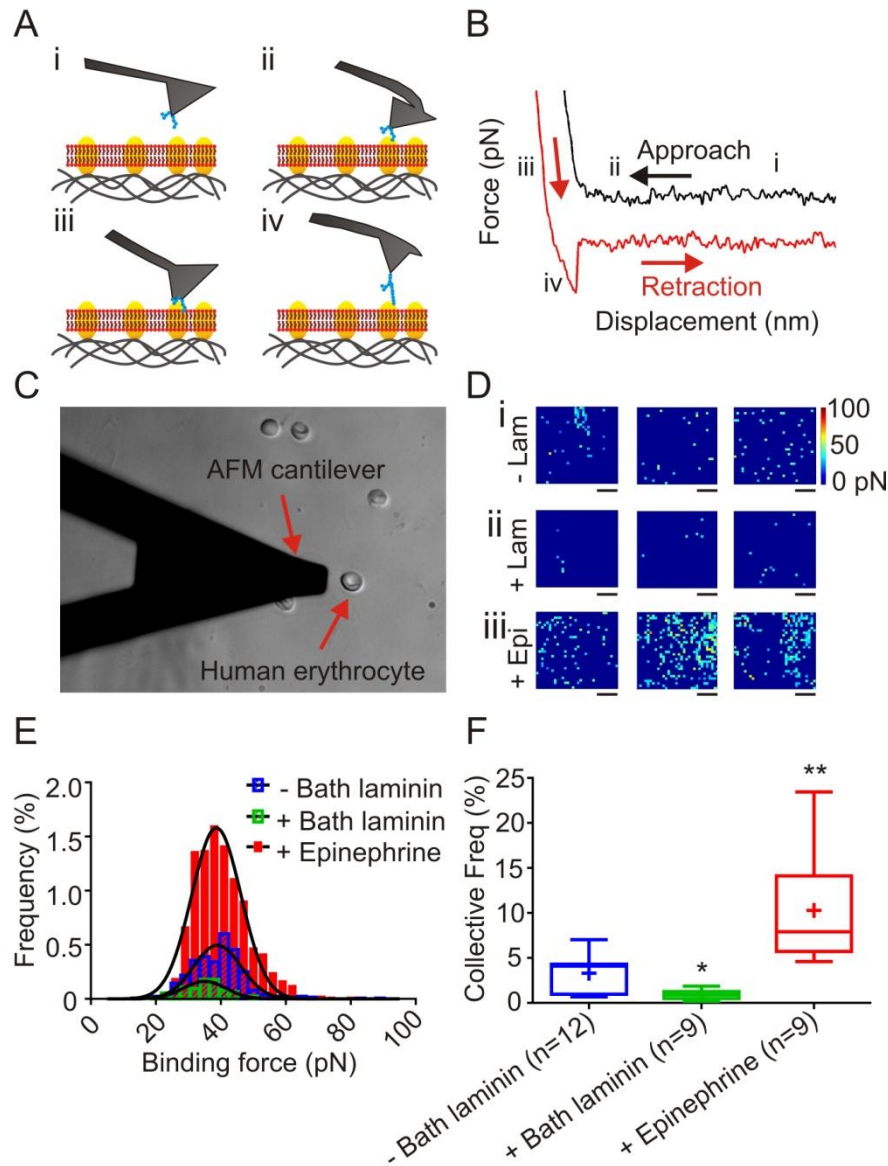 A
i
ii
iii
iv
B
Force (pN)
iii
ii
Approach
i
iv
Retraction
Displacement (nm)
C
AFM cantilever
Human erythrocyte
D
i
- Lam
100
50
0 pN
ii
+ Lam
iii
+ Epi
E
Frequency (%)
2.0
1.5
1.0
0.5
0
- Bath laminin
+ Bath laminin
+ Epinephrine
0 20 40 60 80 100
Binding force (pN)
F
Collective Freq (%)
25
20
15
10
5
0
*
**
- Bath laminin (n=12)
+ Bath laminin (n=9)
+ Epinephrine (n=9)